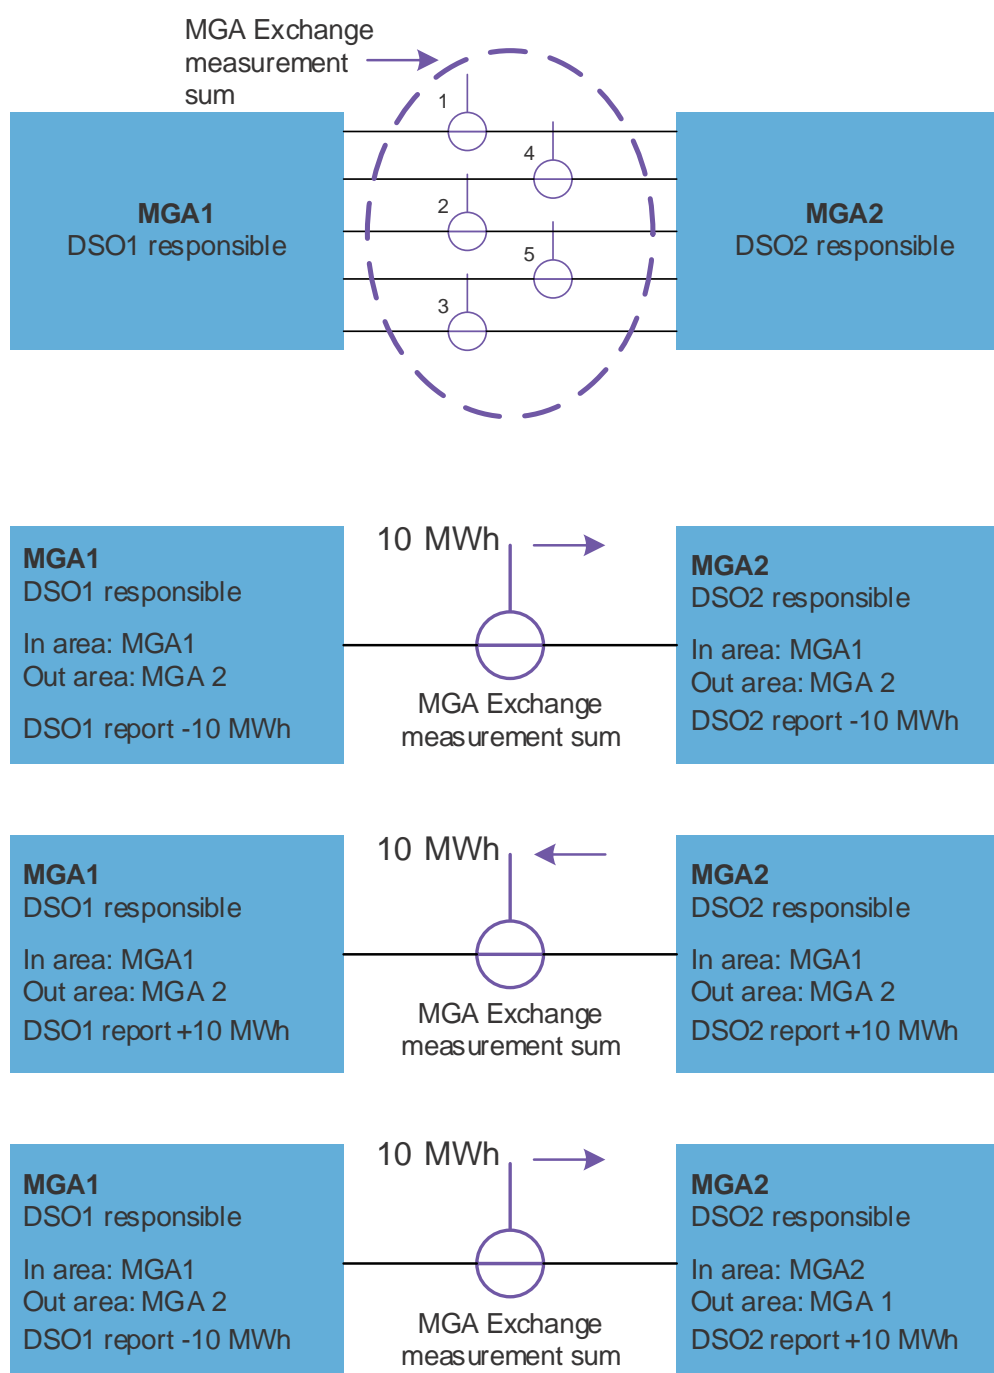 MGA Exchange
measurement
sum
1
4
2
5
3
MGA1
DSO1 responsible
MGA2
DSO2 responsible
MGA1
DSO1 responsible
In area: MGA1
Out area: MGA 2
DSO1 report -10 MWh
10 MWh
MGA Exchange
measurement sum
MGA2
DSO2 responsible
In area: MGA1
Out area: MGA 2
DSO2 report -10 MWh
MGA1
DSO1 responsible
In area: MGA1
Out area: MGA 2
DSO1 report +10 MWh
10 MWh
MGA Exchange
measurement sum
MGA2
DSO2 responsible
In area: MGA1
Out area: MGA 2
DSO2 report +10 MWh
MGA1
DSO1 responsible
In area: MGA1
Out area: MGA 2
DSO1 report -10 MWh
10 MWh
MGA Exchange
measurement sum
MGA2
DSO2 responsible
In area: MGA2
Out area: MGA 1
DSO2 report +10 MWh